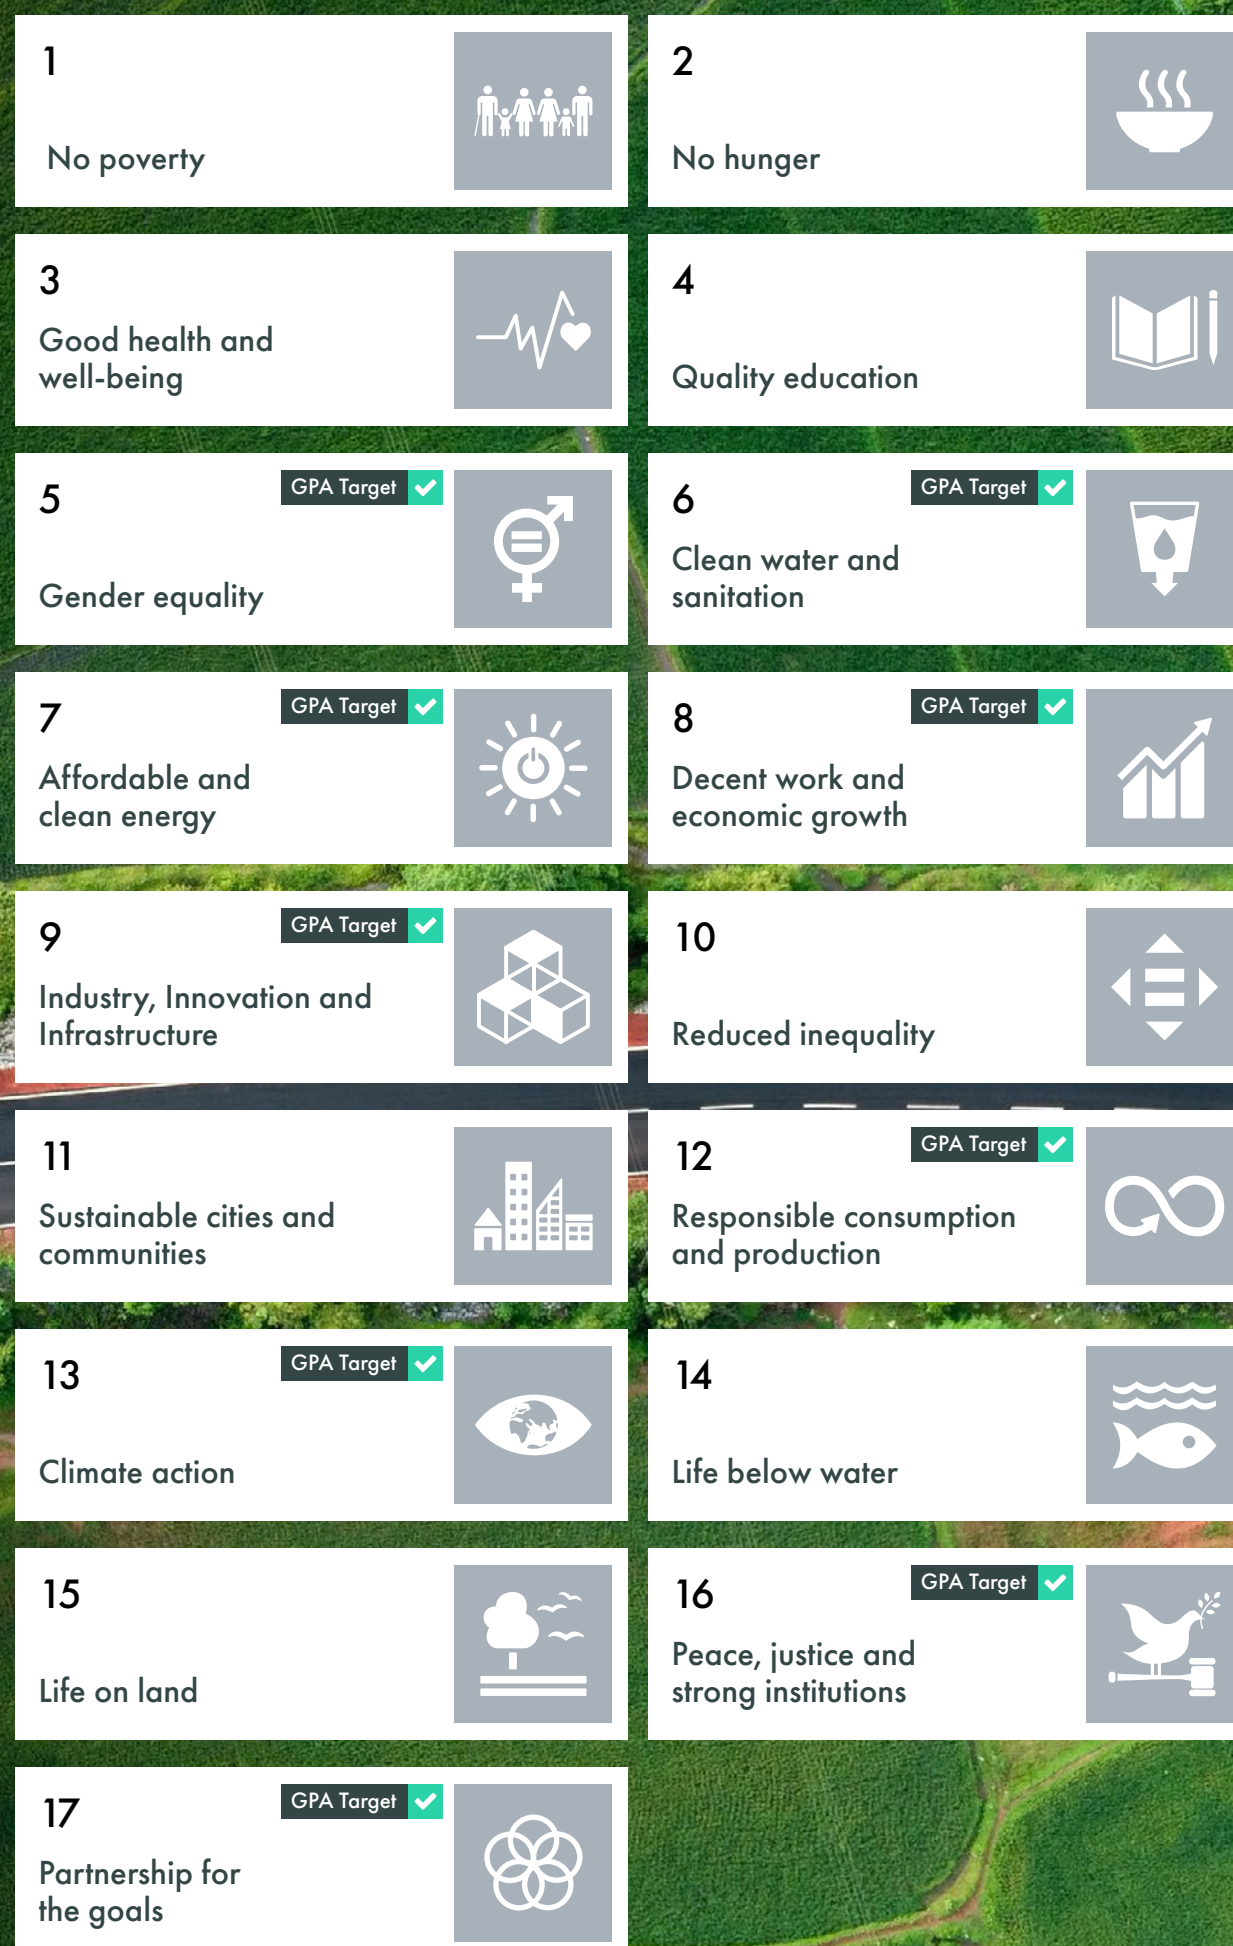 1
No poverty
2
No hunger
3
Good health and
well-being
4
Quality education
5
GPA Target
Gender equality
6
GPA Target
Clean water and
sanitation
7
GPA Target
Affordable and
clean energy
8
GPA Target
Decent work and
economic growth
9
GPA Target
Industry, Innovation and
Infrastructure
10
Reduced inequality
11
Sustainable cities and
communities
12
GPA Target
Responsible consumption
and production
13
GPA Target
Climate action
14
Life below water
15
Life on land
16
GPA Target
Peace, justice and
strong institutions
17
GPA Target
Partnership for
the goals